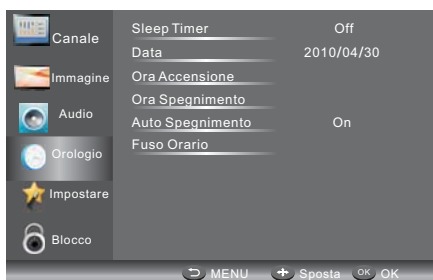 Canale
Immagine
Audio
Orologio
Impostare
Blocco
Sleep Timer Off
Data 2010/04/30
Ora Accensione
Ora Spegnimento
Auto Spegnimento On
Fuso Orario
MENU Sposta OK OK